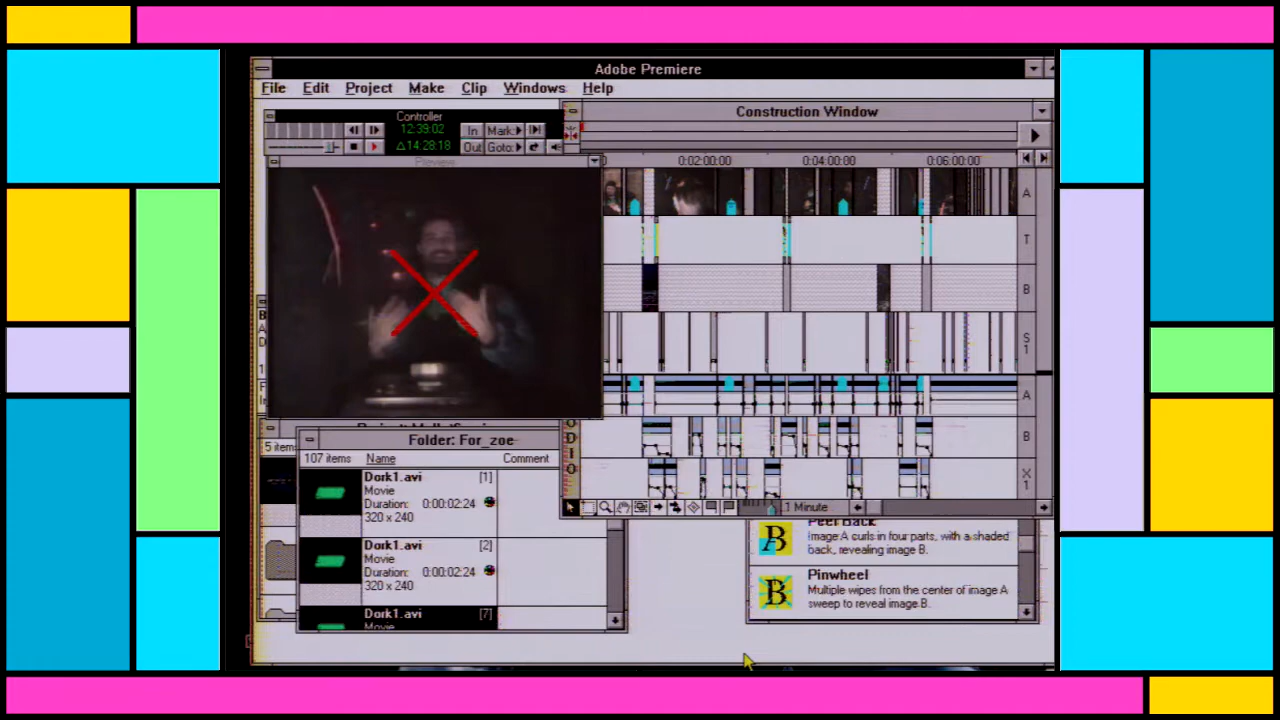 Adobe Premiere
File Edit Project Make Clip Windows Help
Construction Window
Controller
12:39:02
In Mark:
Δ14:28:18
Out Goto:
Preview
0:02:00:00 0:04:00:00 0:06:00:00
A
T
B
S
1
A
B
X
1
D
I
O
1 Minute
5 items
Folder: For_zoe
107 items Name Comment
Dork1.avi [1]
Movie
Duration: 0:00:02:24
320 x 240
Dork1.avi [2]
Movie
Duration: 0:00:02:24
320 x 240
Dork1.avi [7]
Movie
Peel Back
Image A curls in four parts, with a shaded
back, revealing image B.
Pinwheel
Multiple wipes from the center of image A
sweep to reveal image B.